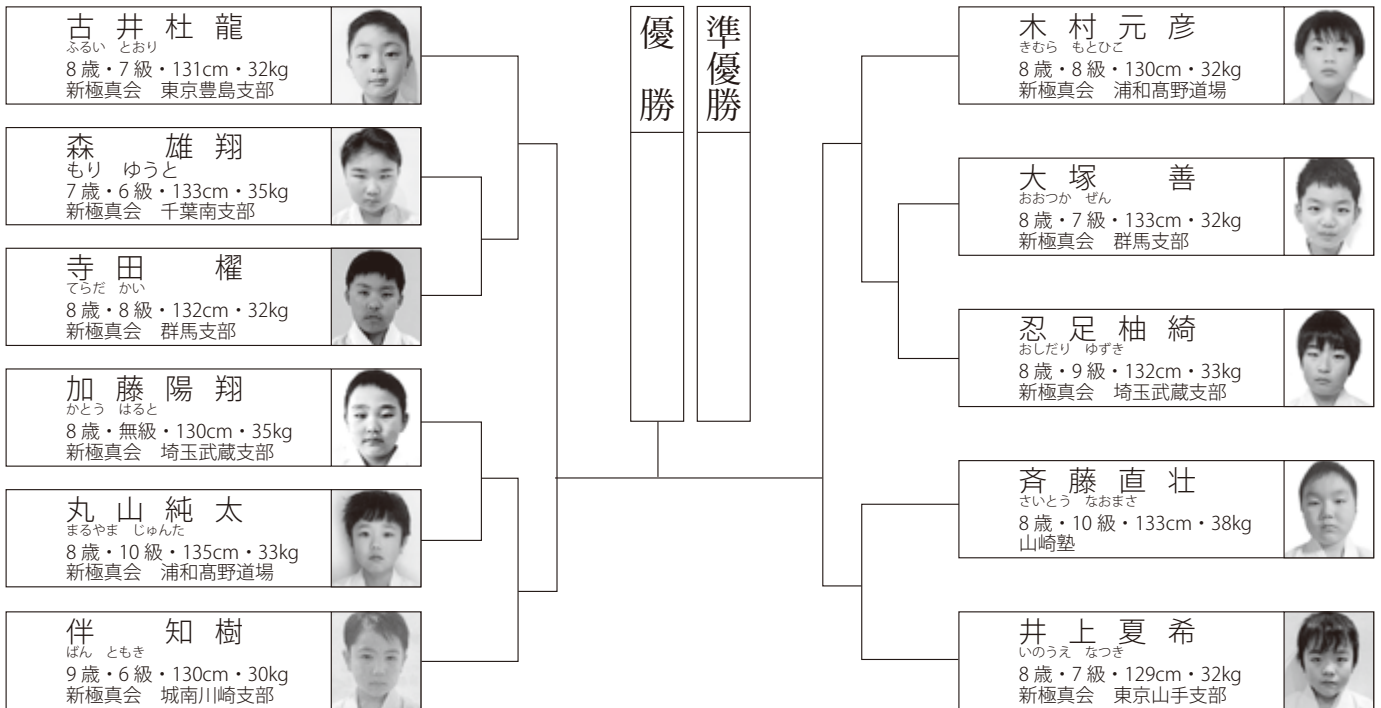 古井杜龍
ふるい　とおり
8歳・7級・131cm・32kg
新極真会　東京豊島支部
森　雄翔
もり　ゆうと
7歳・6級・133cm・35kg
新極真会　千葉南支部
寺田　櫂
てらだ　かい
8歳・8級・132cm・32kg
新極真会　群馬支部
加藤陽翔
かとう　はると
8歳・無級・130cm・35kg
新極真会　埼玉武蔵支部
丸山純太
まるやま　じゅんた
8歳・10級・135cm・33kg
新極真会　浦和髙野道場
伴　知樹
ばん　ともき
9歳・6級・130cm・30kg
新極真会　城南川崎支部
優勝
準優勝
木村元彦
きむら　もとひこ
8歳・8級・130cm・32kg
新極真会　浦和髙野道場
大塚　善
おおつか　ぜん
8歳・7級・133cm・32kg
新極真会　群馬支部
忍足柚綺
おしだり　ゆずき
8歳・9級・132cm・33kg
新極真会　埼玉武蔵支部
斉藤直壮
さいとう　なおまさ
8歳・10級・133cm・38kg
山崎塾
井上夏希
いのうえ　なつき
8歳・7級・129cm・32kg
新極真会　東京山手支部